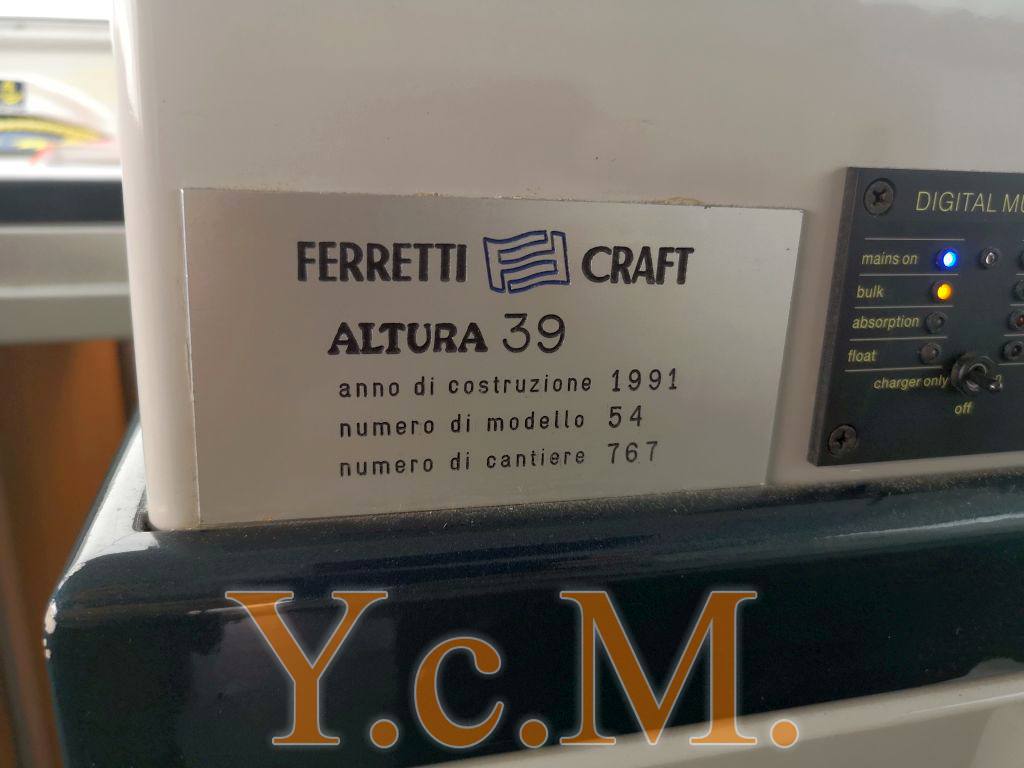 FERRETTI CRAFT
ALTURA 39
anno di costruzione 1991
numero di modello 54
numero di cantiere 767
DIGITAL
mains on
bulk
absorption
float
charger only
off
Y.c.M.